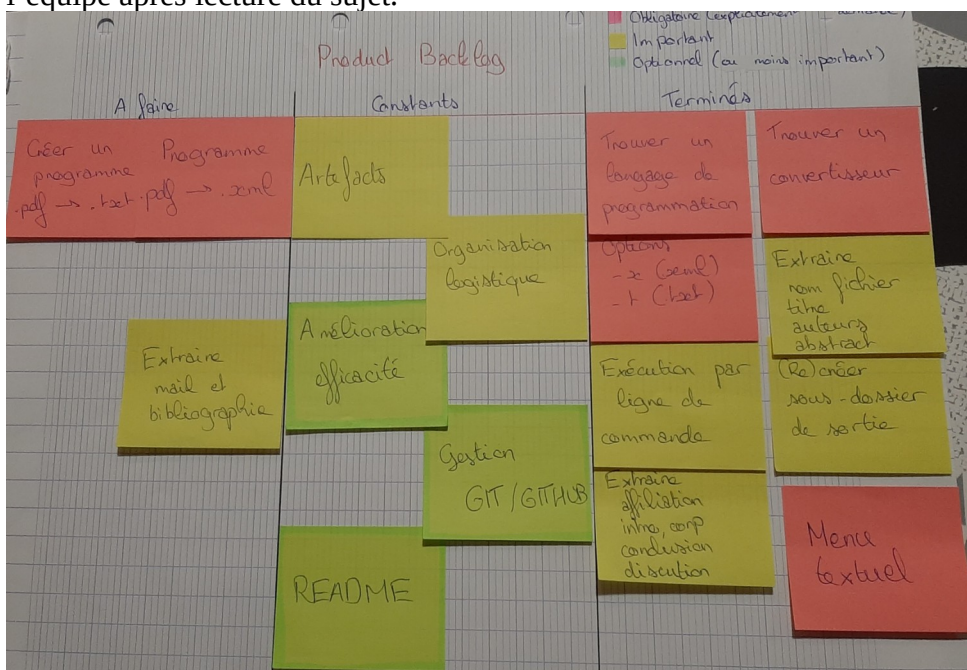 l'équipe après lecture du sujet.
Obligatoire
Important
Optionnel (ou moins important)
Product Backlog
A faire
Constants
Terminés
Créer un
programme
.pdf → .txt
Programme
.pdf → .xml
Extraire
mail et
bibliographie
Artefacts
Organisation
logistique
Amélioration
efficacité
Gestion
GIT/GITHUB
README
Trouver un
langage de
programmation
Trouver un
convertisseur
Options
-x (xml)
-t (txt)
Extraire
nom fichier
titre
auteurs
abstract
Exécution par
ligne de
commande
(Re)créer
sous-dossier
de sortie
Extraire
affiliation
intro, corp
conclusion
discution
Menu
textuel